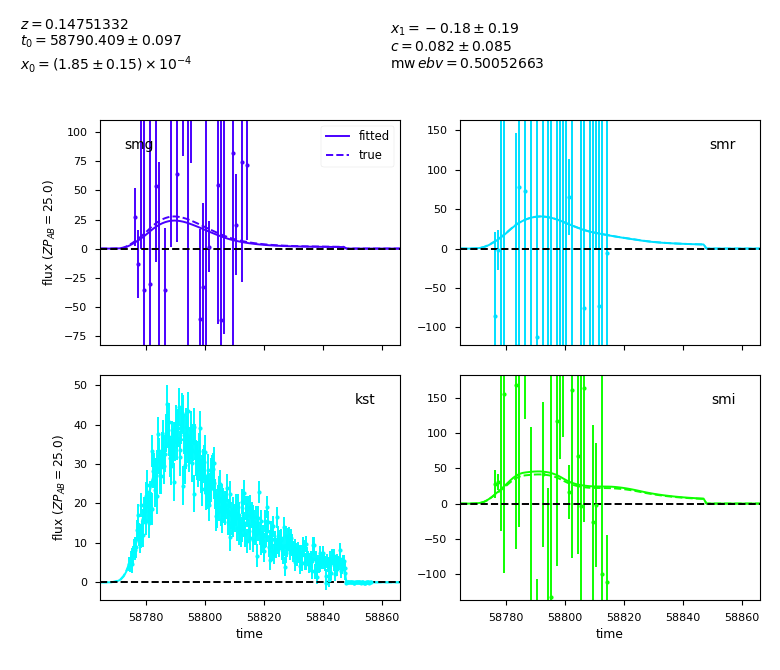 z = 0.14751332
t0 = 58790.409 ± 0.097
x0 = (1.85 ± 0.15) × 10^−4
x1 = −0.18 ± 0.19
c = 0.082 ± 0.085
mw ebv = 0.50052663
smg
fitted
true
100
75
50
25
0
−25
−50
−75
flux (ZP_AB = 25.0)
smr
150
100
50
0
−50
−100
kst
50
40
30
20
10
0
flux (ZP_AB = 25.0)
58780 58800 58820 58840 58860
time
smi
150
100
50
0
−50
−100
58780 58800 58820 58840 58860
time